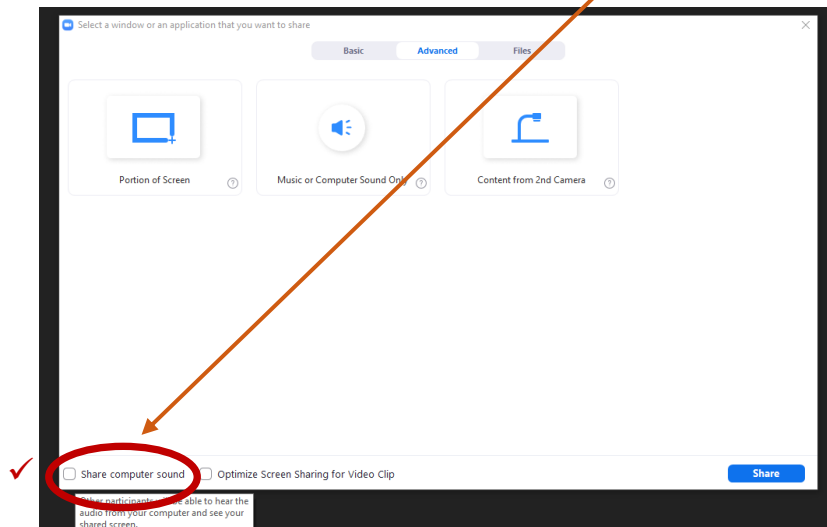 Select a window or an application that you want to share
Basic Advanced Files
Portion of Screen
Music or Computer Sound Only
Content from 2nd Camera
Share computer sound
Optimize Screen Sharing for Video Clip
Share
Other participants will be able to hear the
audio from your computer and see your
shared screen.